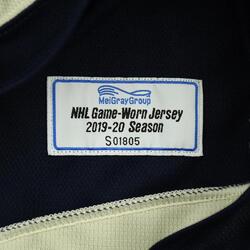 MeiGrayGroup
NHL Game-Worn Jersey
2019-20 Season
S01805